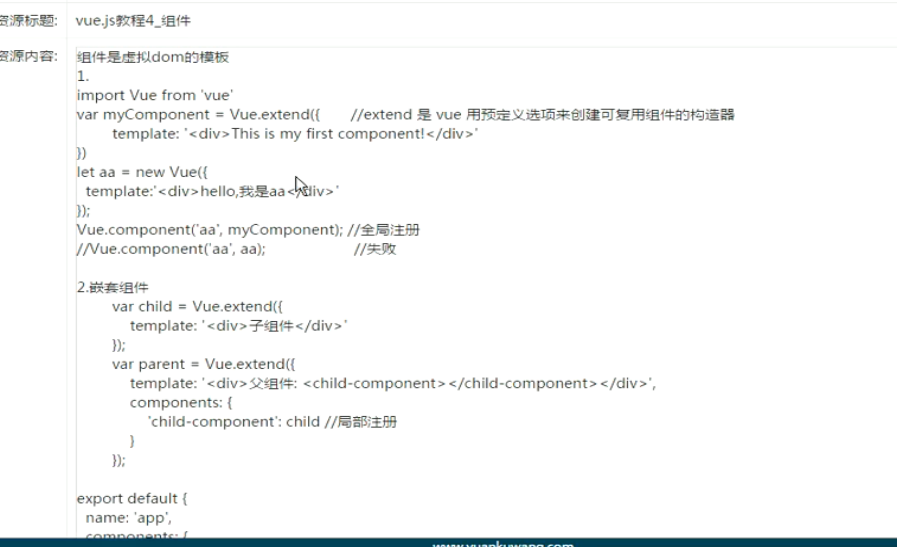 资源标题: vue.js教程4_组件
资源内容: 组件是虚拟dom的模板
1.
import Vue from 'vue'
var myComponent = Vue.extend({ //extend 是 vue 用预定义选项来创建可复用组件的构造器
template: '<div>This is my first component!</div>'
})
let aa = new Vue({
template:'<div>hello,我是aa</div>'
});
Vue.component('aa', myComponent); //全局注册
//Vue.component('aa', aa); //失败
2.嵌套组件
var child = Vue.extend({
template: '<div>子组件</div>'
});
var parent = Vue.extend({
template: '<div>父组件: <child-component></child-component></div>',
components: {
'child-component': child //局部注册
}
});
export default {
name: 'app',
components: {
www.yuankuwang.com